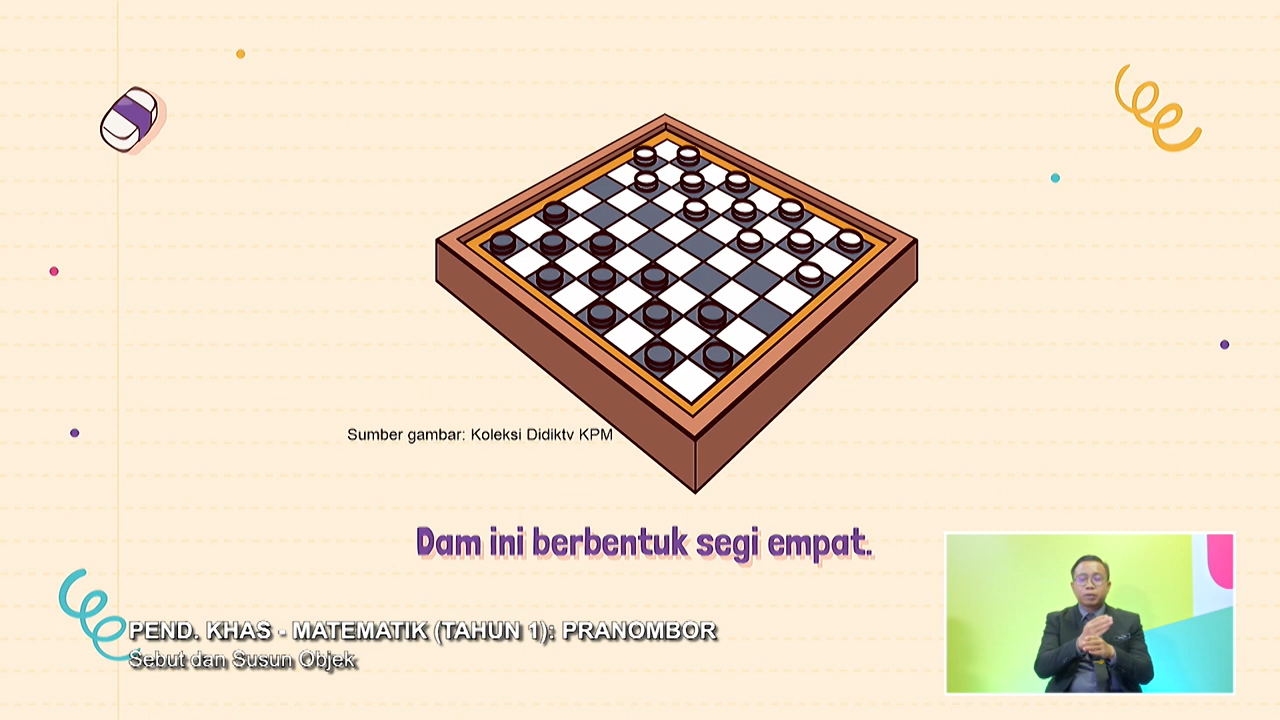 Sumber gambar: Koleksi Didiktv KPM
Dam ini berbentuk segi empat.
PEND. KHAS - MATEMATIK (TAHUN 1): PRANOMBOR
Sebut dan Susun Objek